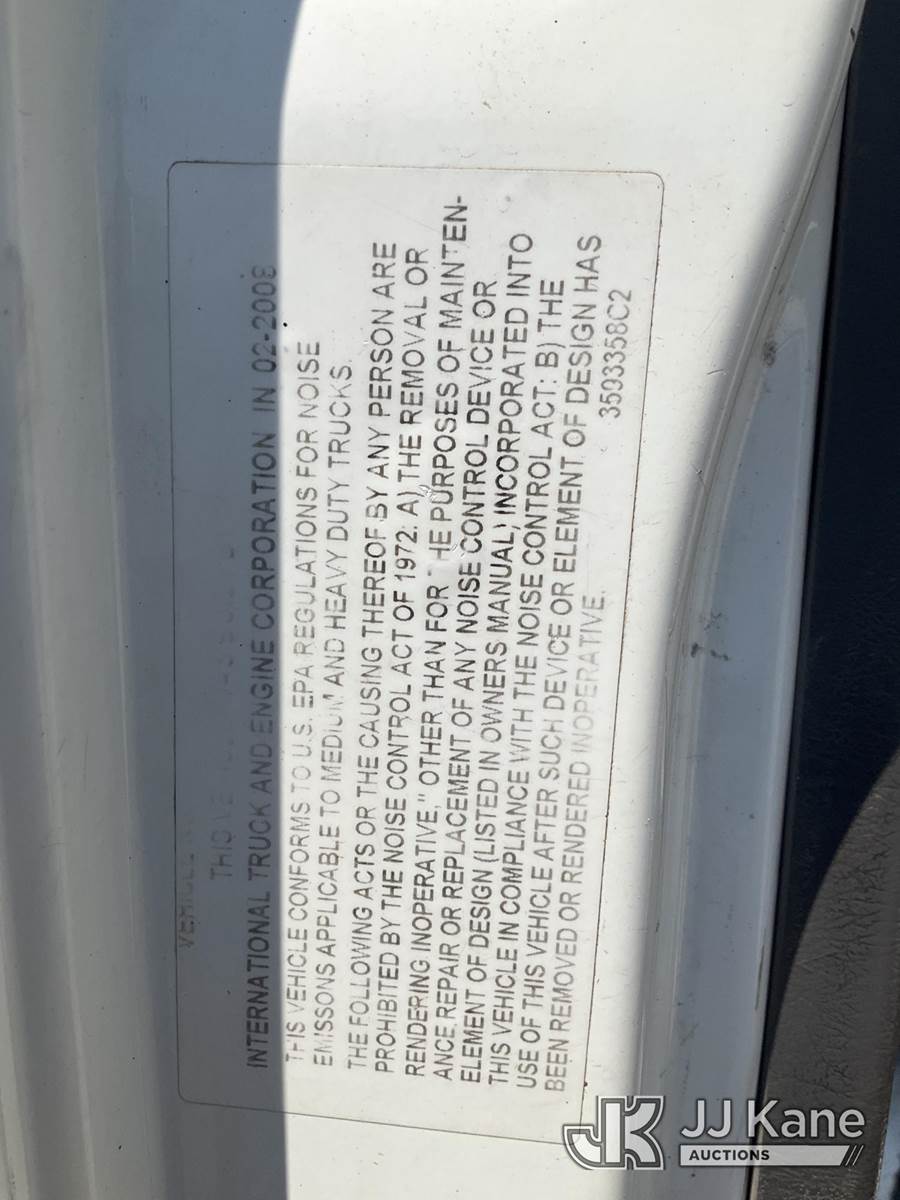 VEHICLE
THIS
INTERNATIONAL TRUCK AND ENGINE CORPORATION IN 02-2008
THIS VEHICLE CONFORMS TO U.S. EPA REGULATIONS FOR NOISE
EMISSONS APPLICABLE TO MEDIUM AND HEAVY DUTY TRUCKS.
THE FOLLOWING ACTS OR THE CAUSING THEREOF BY ANY PERSON ARE
PROHIBITED BY THE NOISE CONTROL ACT OF 1972: A) THE REMOVAL OR
RENDERING INOPERATIVE," OTHER THAN FOR THE PURPOSES OF MAINTEN-
ANCE, REPAIR OR REPLACEMENT OF ANY NOISE CONTROL DEVICE OR
ELEMENT OF DESIGN (LISTED IN OWNERS MANUAL) INCORPORATED INTO
THIS VEHICLE IN COMPLIANCE WITH THE NOISE CONTROL ACT: B) THE
USE OF THIS VEHICLE AFTER SUCH DEVICE OR ELEMENT OF DESIGN HAS
BEEN REMOVED OR RENDERED INOPERATIVE.
3593358C2
JK JJ Kane
AUCTIONS